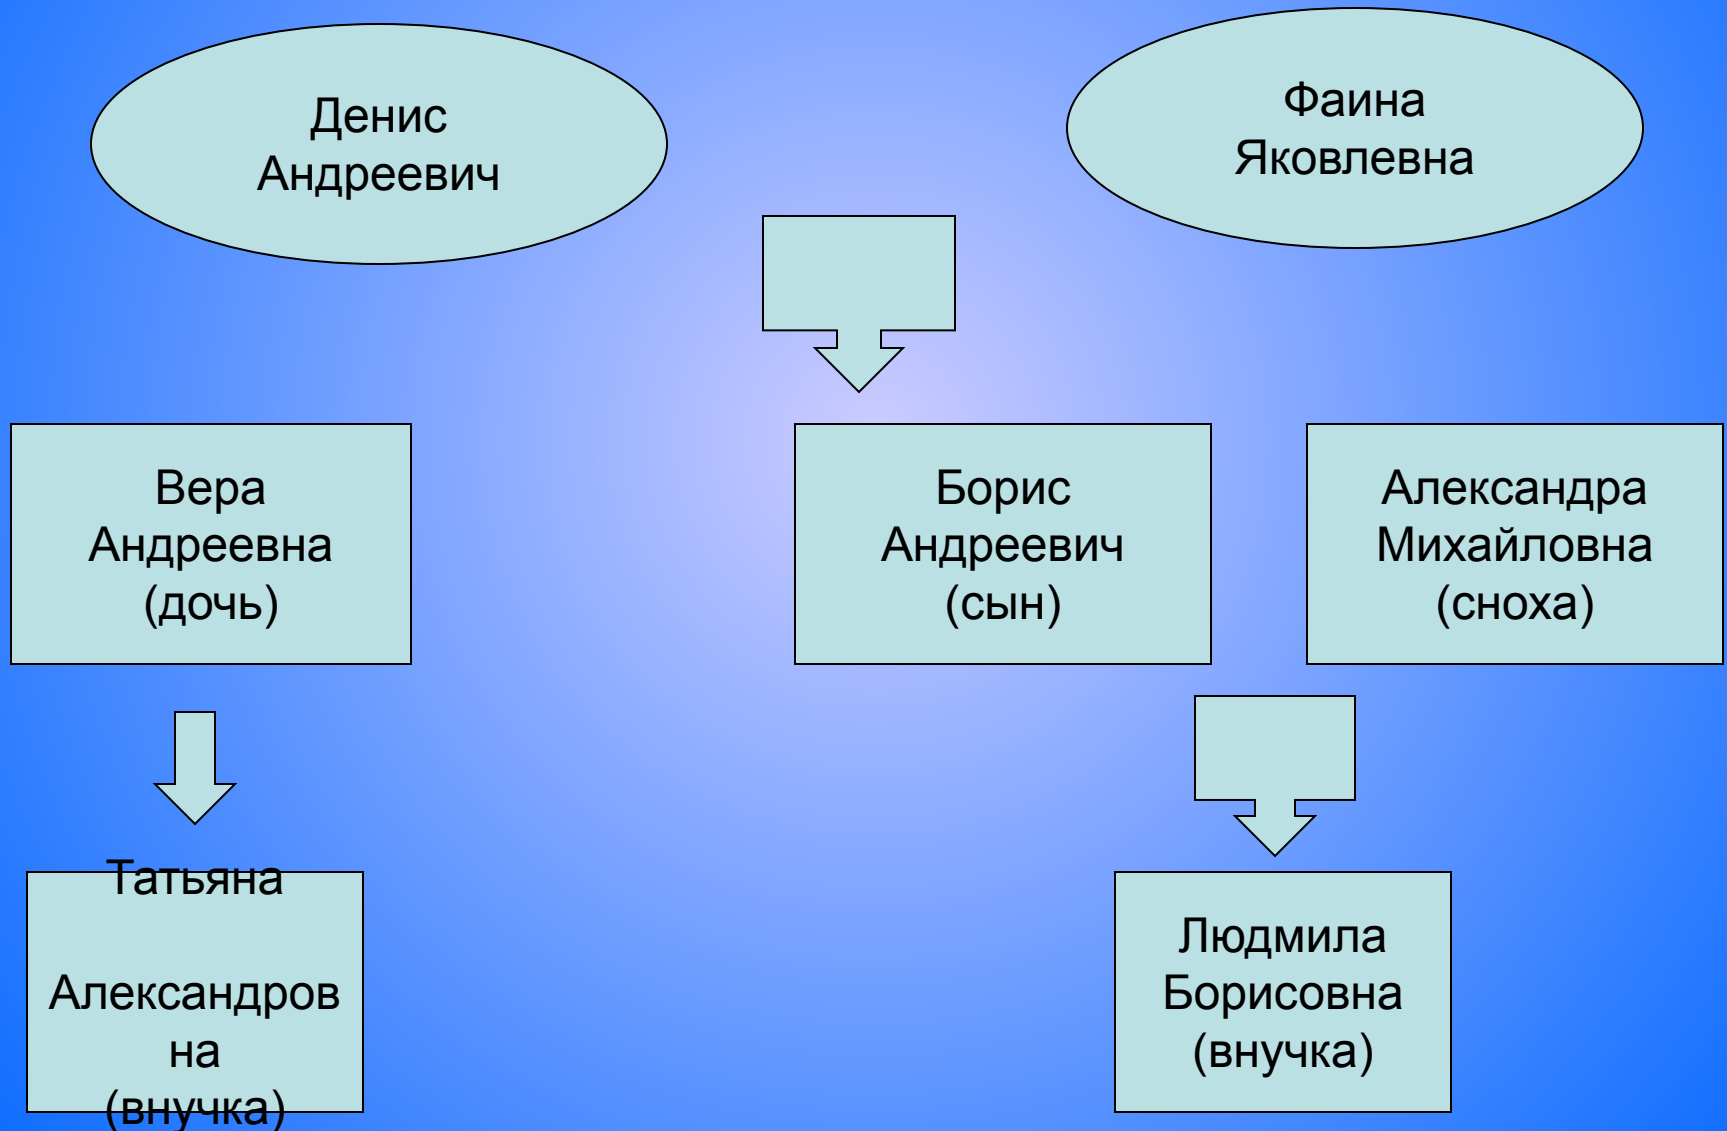 Денис
Андреевич
Фаина
Яковлевна
Вера
Андреевна
(дочь)
Борис
Андреевич
(сын)
Александра
Михайловна
(сноха)
Татьяна
Александров
на
(внучка)
Людмила
Борисовна
(внучка)